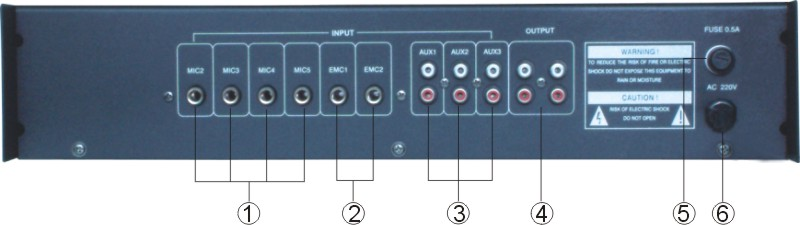 INPUT
OUTPUT
FUSE 0.5A
AUX1 AUX2 AUX3
MIC2 MIC3 MIC4 MIC5 EMC1 EMC2
WARNING!
TO REDUCE THE RISK OF FIRE OR ELECTRIC
SHOCK DO NOT EXPOSE THIS EQUIPMENT TO
RAIN OR MOISTURE
AC 220V
CAUTION!
RISK OF ELECTRIC SHOCK
DO NOT OPEN
① ② ③ ④ ⑤ ⑥